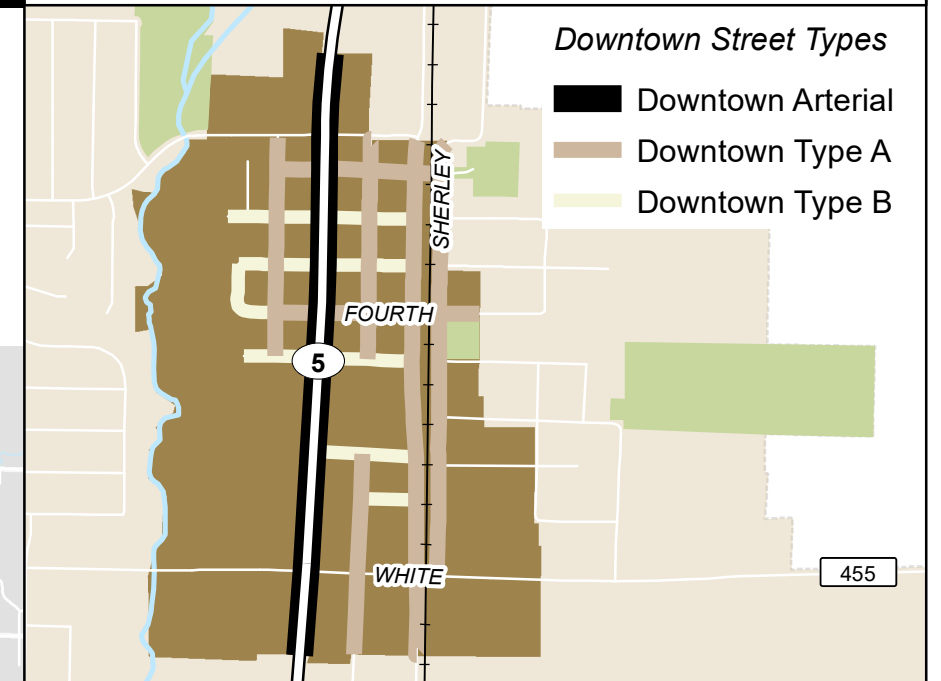 Downtown Street Types
Downtown Arterial
Downtown Type A
Downtown Type B
SHERLEY
FOURTH
5
WHITE
455